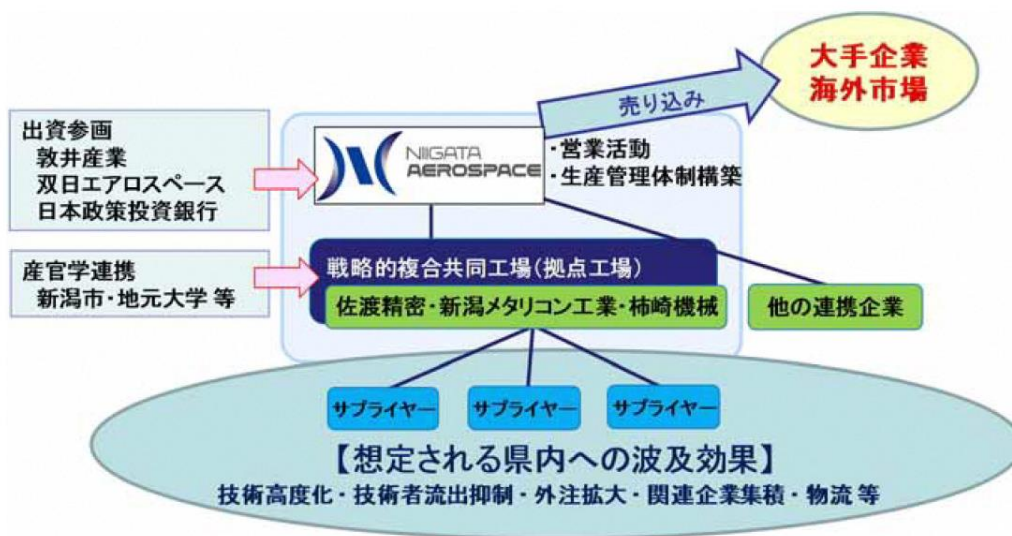 大手企業
海外市場
売り込み
出資参画
敦井産業
双日エアロスペース
日本政策投資銀行
NIIGATA
AEROSPACE
・営業活動
・生産管理体制構築
産官学連携
新潟市・地元大学 等
戦略的複合共同工場(拠点工場)
佐渡精密・新潟メタリコン工業・柿崎機械
他の連携企業
サプライヤー
サプライヤー
サプライヤー
【想定される県内への波及効果】
技術高度化・技術者流出抑制・外注拡大・関連企業集積・物流 等